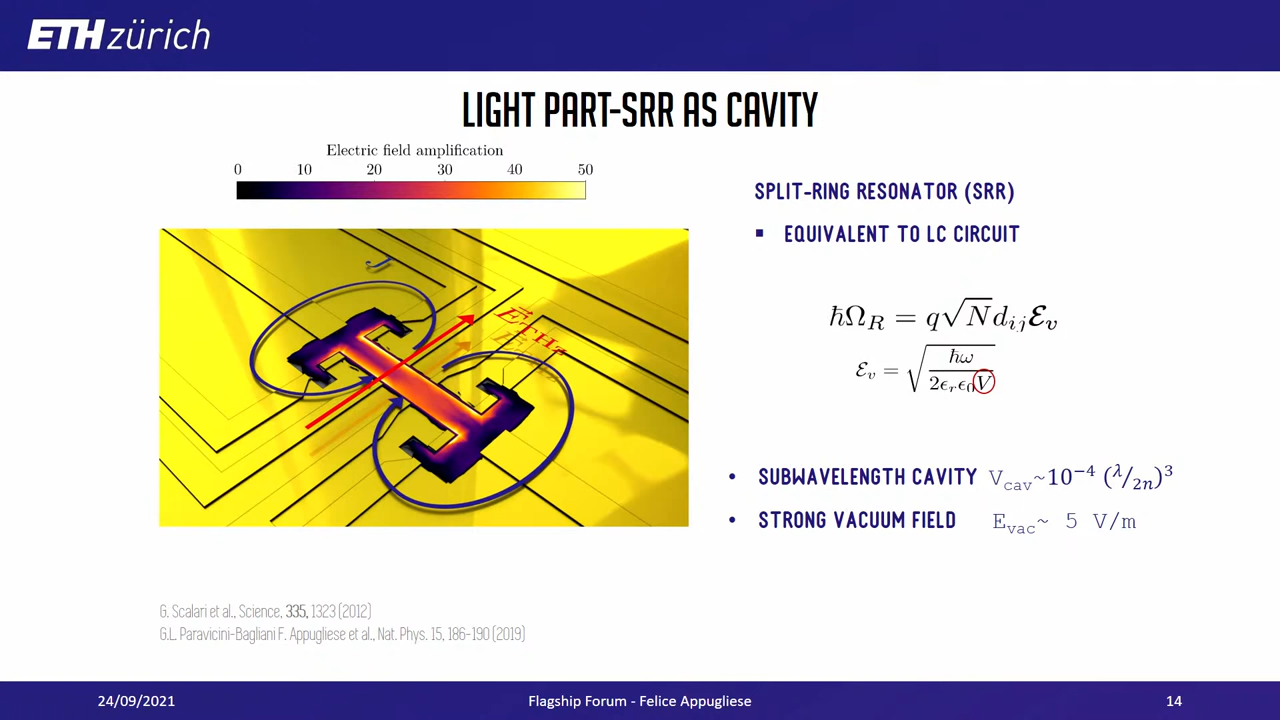 ETH zürich
LIGHT PART-SRR AS CAVITY
Electric field amplification
0 10 20 30 40 50
J
E⃗THz
SPLIT-RING RESONATOR (SRR)
▪ EQUIVALENT TO LC CIRCUIT
ℏΩ_R = q√N d_ij ℰ_v
ℰ_v = √(ℏω / 2ϵ_rϵ_0V)
• SUBWAVELENGTH CAVITY V_cav~10⁻⁴ (λ/2n)³
• STRONG VACUUM FIELD E_vac~ 5 V/m
G. Scalari et al., Science, 335, 1323 (2012)
G.L. Paravicini-Bagliani F. Appugliese et al., Nat. Phys. 15, 186-190 (2019)
24/09/2021
Flagship Forum - Felice Appugliese
14